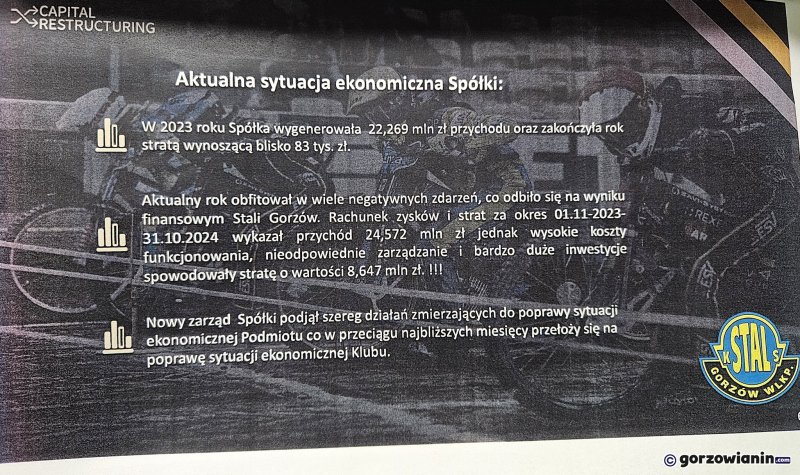 CAPITAL
RESTRUCTURING
Aktualna sytuacja ekonomiczna Spółki:
W 2023 roku Spółka wygenerowała 22,269 mln zł przychodu oraz zakończyła rok
stratą wynoszącą blisko 83 tys. zł.
Aktualny rok obfitował w wiele negatywnych zdarzeń, co odbiło się na wyniku
finansowym Stali Gorzów. Rachunek zysków i strat za okres 01.11-2023-
31.10.2024 wykazał przychód 24,572 mln zł jednak wysokie koszty
funkcjonowania, nieodpowiednie zarządzanie i bardzo duże inwestycje
spowodowały stratę o wartości 8,647 mln zł. !!!
Nowy zarząd Spółki podjął szereg działań zmierzających do poprawy sytuacji
ekonomicznej Podmiotu co w przeciągu najbliższych miesięcy przełoży się na
poprawę sytuacji ekonomicznej Klubu.
K STAL S
GORZÓW WLKP.
© gorzowianin.com